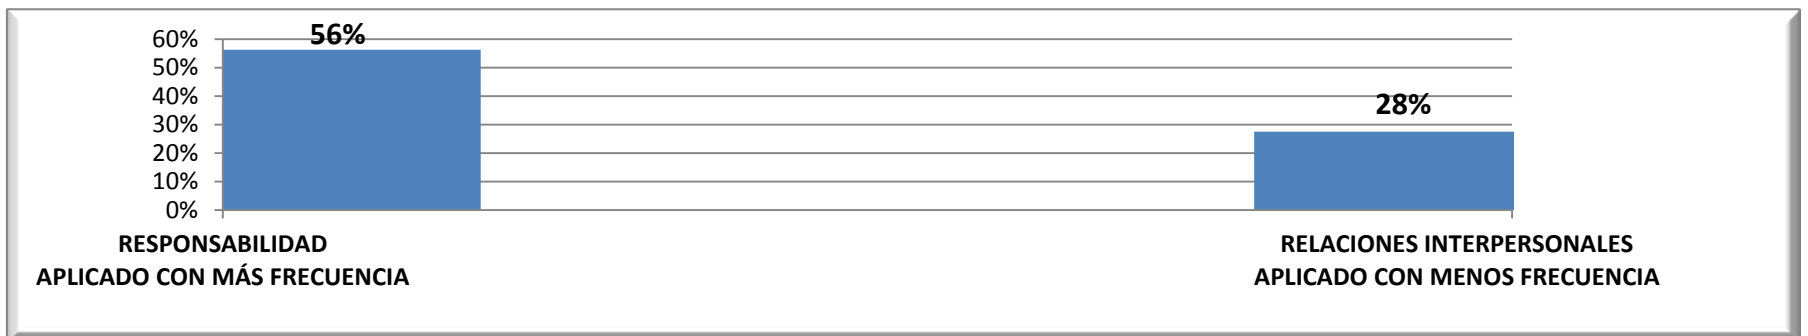 56%
60%
50%
40%
30%
20%
10%
0%
28%
RESPONSABILIDAD
APLICADO CON MÁS FRECUENCIA
RELACIONES INTERPERSONALES
APLICADO CON MENOS FRECUENCIA